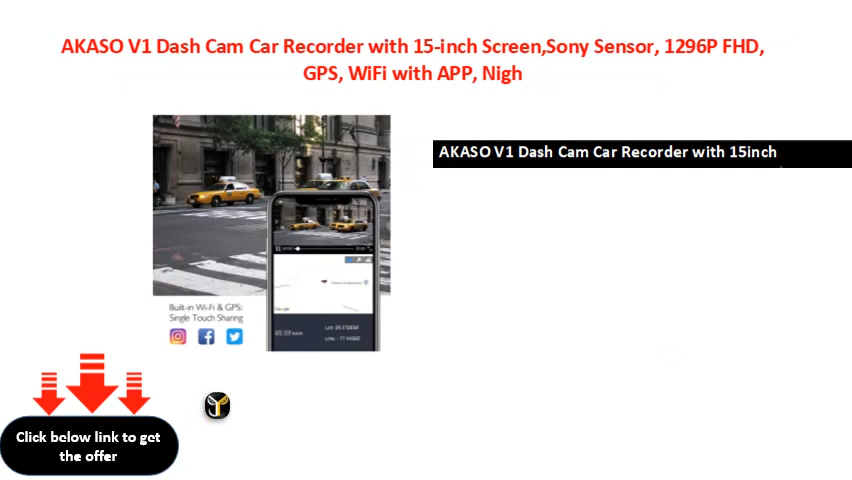 AKASO V1 Dash Cam Car Recorder with 15-inch Screen,Sony Sensor, 1296P FHD,
GPS, WiFi with APP, Nigh
AKASO V1 Dash Cam Car Recorder with 15inch
Built-in Wi-Fi & GPS:
Single Touch Sharing
Click below link to get
the offer